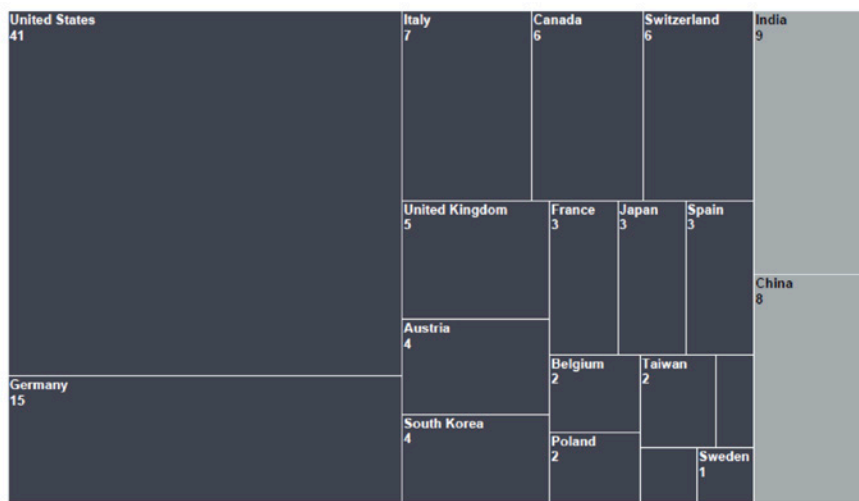 United States
41
Germany
15
Italy
7
Canada
6
Switzerland
6
United Kingdom
5
France
3
Japan
3
Spain
3
Austria
4
South Korea
4
Belgium
2
Taiwan
2
Poland
2
Sweden
1
India
9
China
8